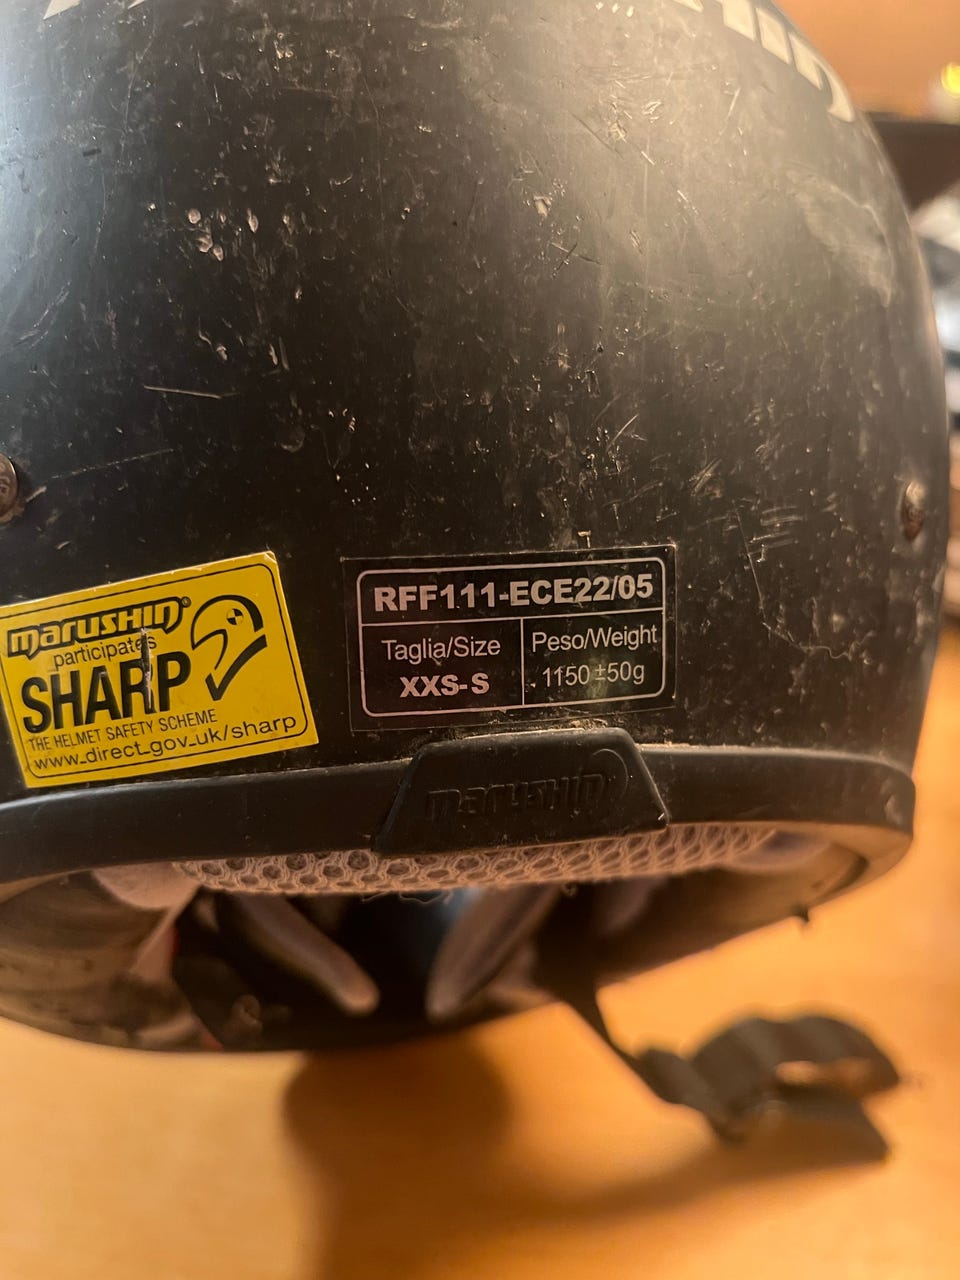 marushin®
participates
SHARP
THE HELMET SAFETY SCHEME
www.direct.gov.uk/sharp
RFF111-ECE22/05
Taglia/Size
XXS-S
Peso/Weight
1150 ±50g
marushin